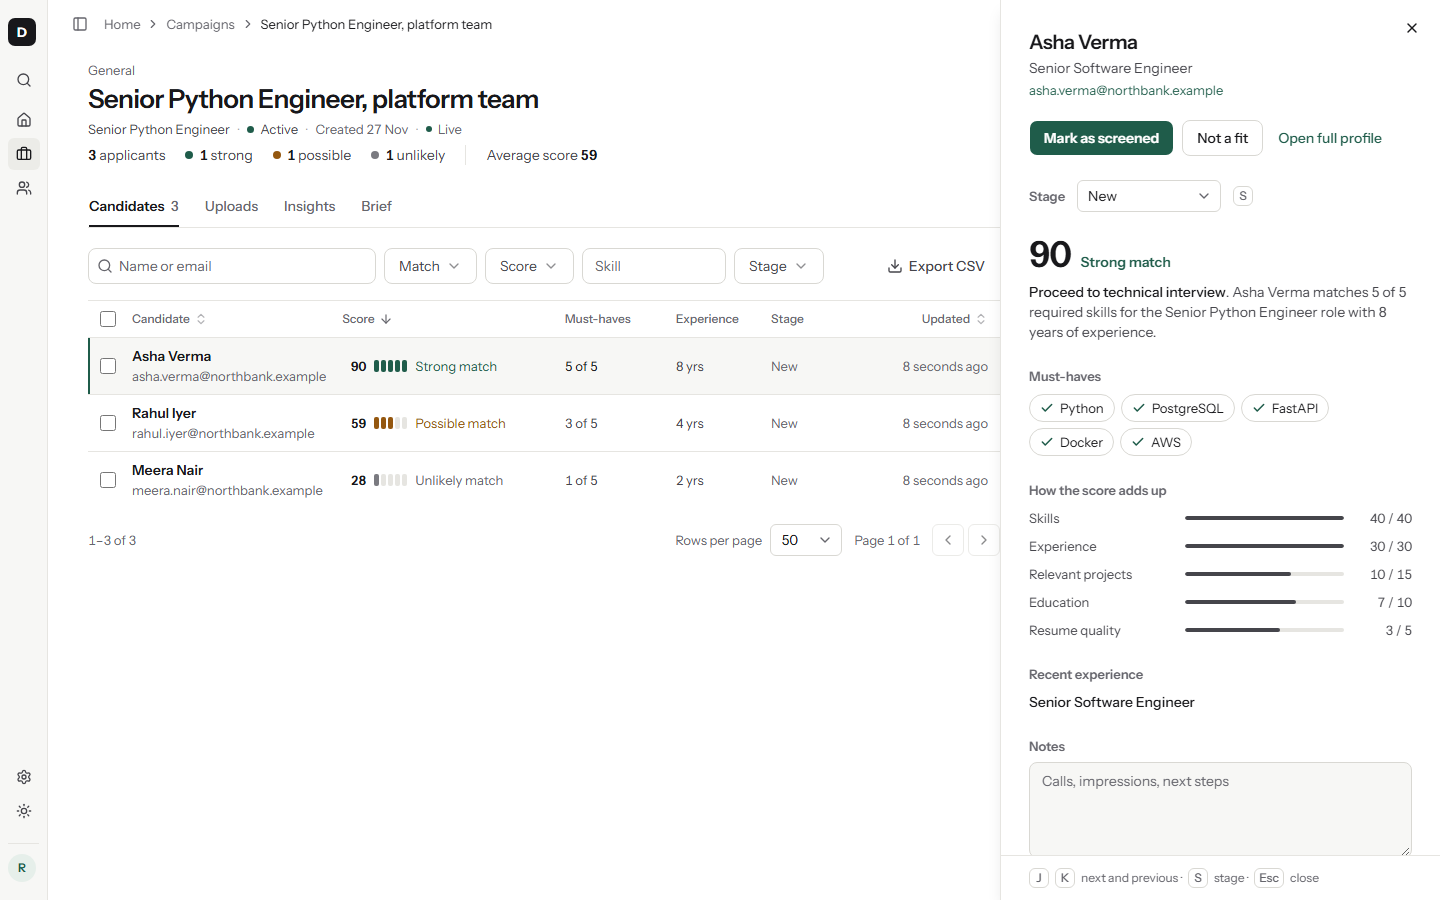 D
Home > Campaigns > Senior Python Engineer, platform team
General
Senior Python Engineer, platform team
Senior Python Engineer · Active · Created 27 Nov · Live
3 applicants 1 strong 1 possible 1 unlikely Average score 59
Candidates 3 Uploads Insights Brief
Name or email Match Score Skill Stage Export CSV
Candidate Score Must-haves Experience Stage Updated
Asha Verma
asha.verma@northbank.example
90 Strong match 5 of 5 8 yrs New 8 seconds ago
Rahul Iyer
rahul.iyer@northbank.example
59 Possible match 3 of 5 4 yrs New 8 seconds ago
Meera Nair
meera.nair@northbank.example
28 Unlikely match 1 of 5 2 yrs New 8 seconds ago
1–3 of 3 Rows per page 50 Page 1 of 1
R
Asha Verma
Senior Software Engineer
asha.verma@northbank.example
Mark as screened Not a fit Open full profile
Stage New S
90 Strong match
Proceed to technical interview. Asha Verma matches 5 of 5
required skills for the Senior Python Engineer role with 8
years of experience.
Must-haves
Python PostgreSQL FastAPI
Docker AWS
How the score adds up
Skills 40 / 40
Experience 30 / 30
Relevant projects 10 / 15
Education 7 / 10
Resume quality 3 / 5
Recent experience
Senior Software Engineer
Notes
Calls, impressions, next steps
J K next and previous · S stage · Esc close